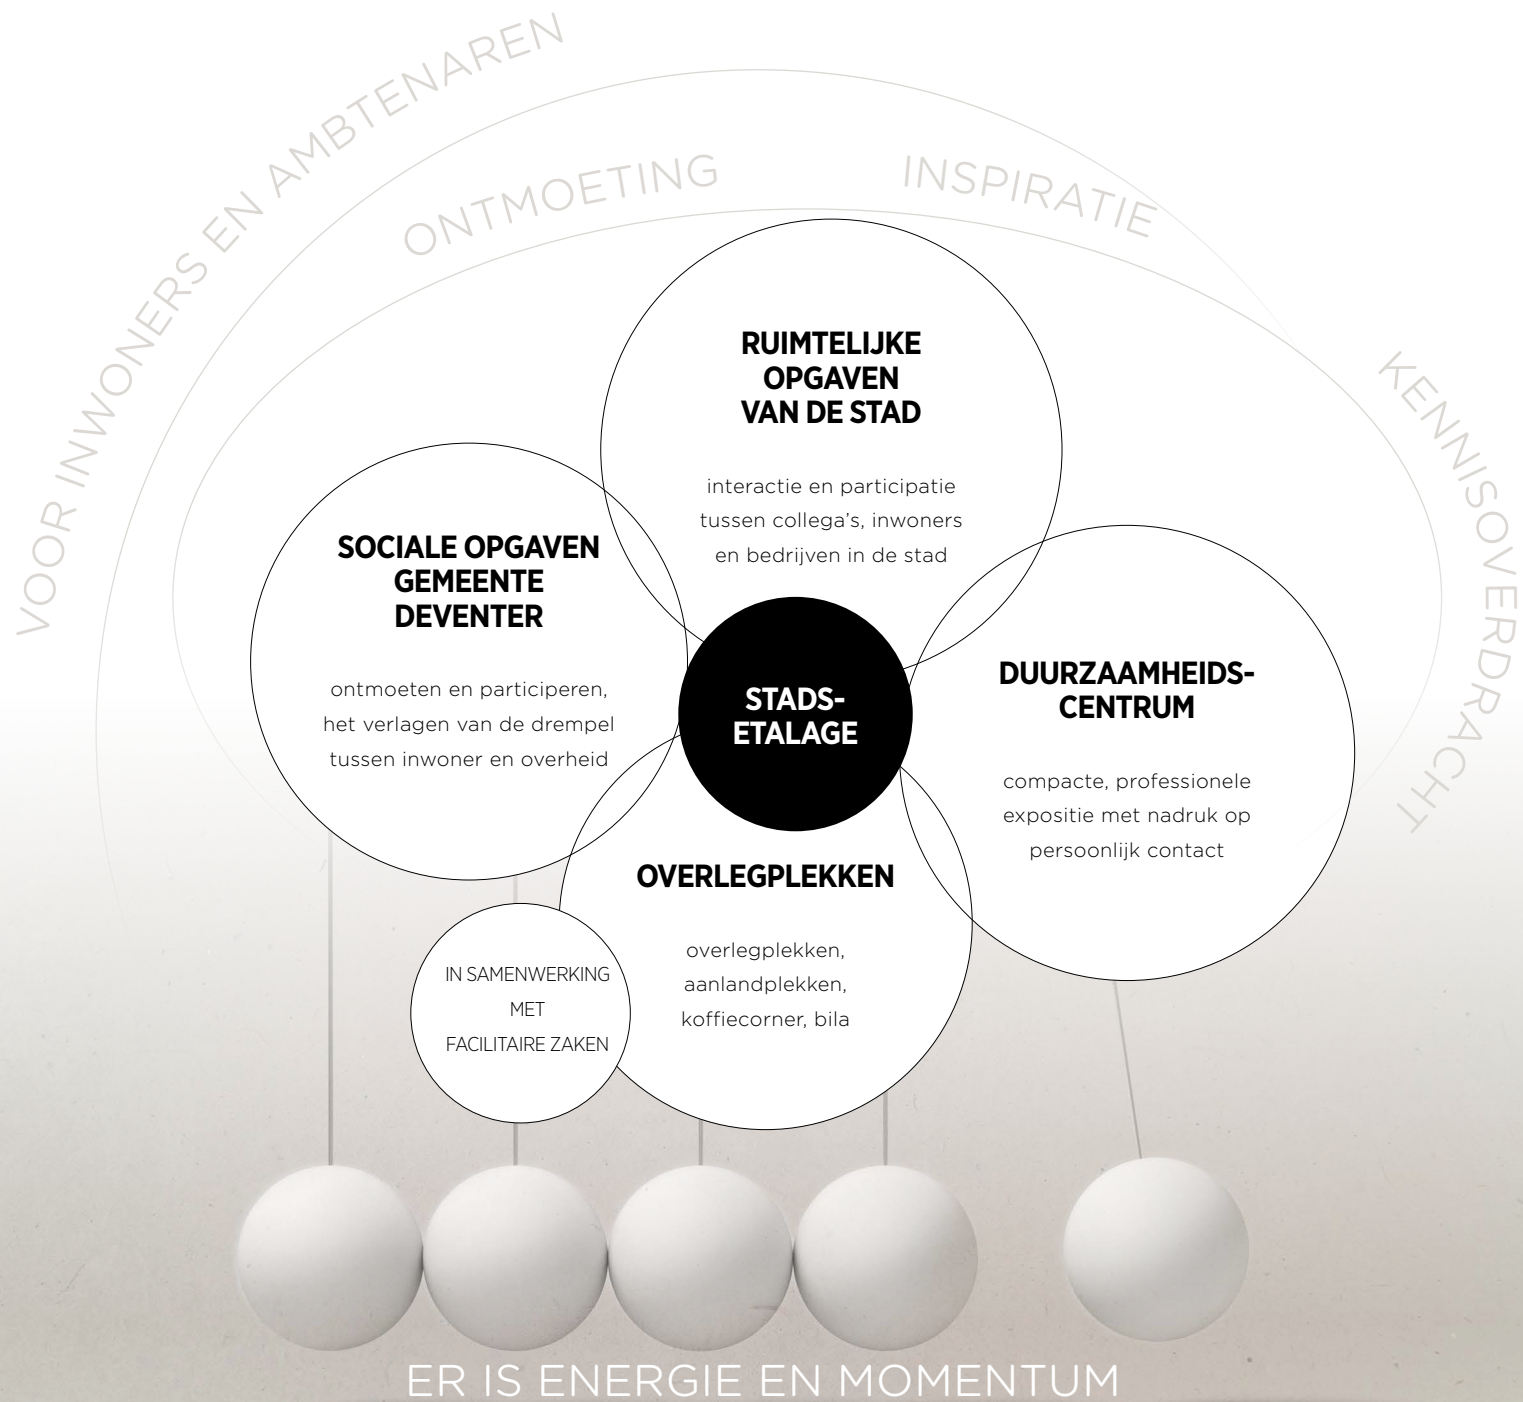 VOOR INWONERS EN AMBTENAREN
ONTMOETING
INSPIRATIE
KENNISOVERDRACHT
RUIMTELIJKE
OPGAVEN
VAN DE STAD
interactie en participatie
tussen collega's, inwoners
en bedrijven in de stad
SOCIALE OPGAVEN
GEMEENTE
DEVENTER
ontmoeten en participeren,
het verlagen van de drempel
tussen inwoner en overheid
STADS-
ETALAGE
DUURZAAMHEIDS-
CENTRUM
compacte, professionele
expositie met nadruk op
persoonlijk contact
OVERLEGPLEKKEN
overlegplekken,
aanlandplekken,
koffiecorner, bila
IN SAMENWERKING
MET
FACILITAIRE ZAKEN
ER IS ENERGIE EN MOMENTUM